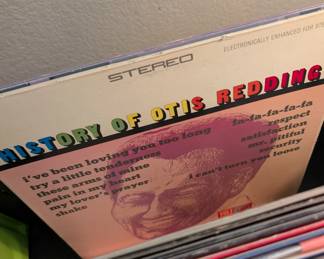 STEREO
ELECTRONICALLY ENHANCED FOR
HISTORY OF OTIS REDDING
i've been loving you too long
try a little tenderness
these arms of mine
pain in my heart
my lover's prayer
shake
fa-fa-fa-fa-fa
respect
satisfaction
mr. pitiful
security
i can't turn you loose